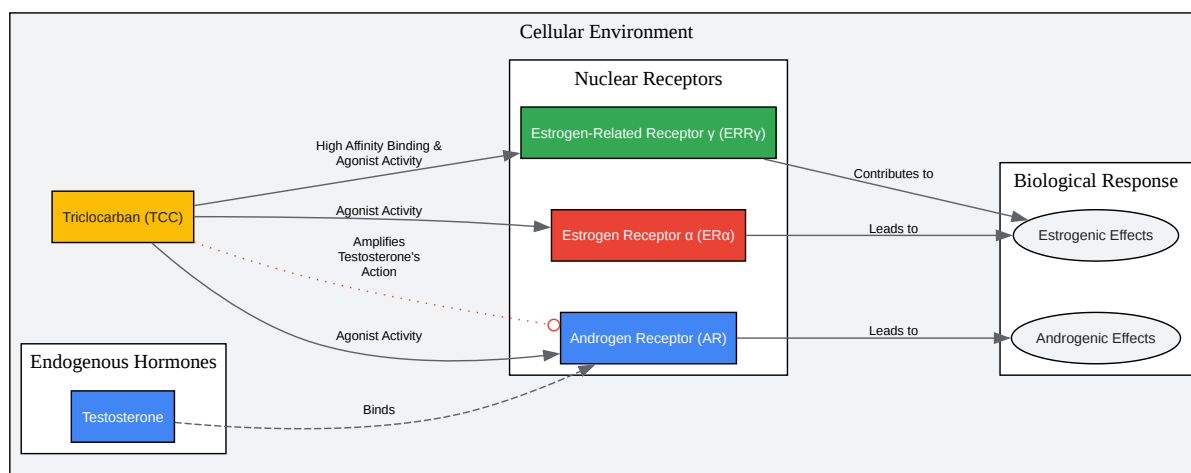 Cellular Environment
Nuclear Receptors
Estrogen-Related Receptor γ (ERRγ)
High Affinity Binding &
Agonist Activity
Contributes to
Biological Response
Triclocarban (TCC)
Agonist Activity
Estrogen Receptor α (ERα)
Leads to
Estrogenic Effects
Amplifies
Testosterone's
Action
Agonist Activity
Androgen Receptor (AR)
Leads to
Androgenic Effects
Endogenous Hormones
Testosterone
Binds